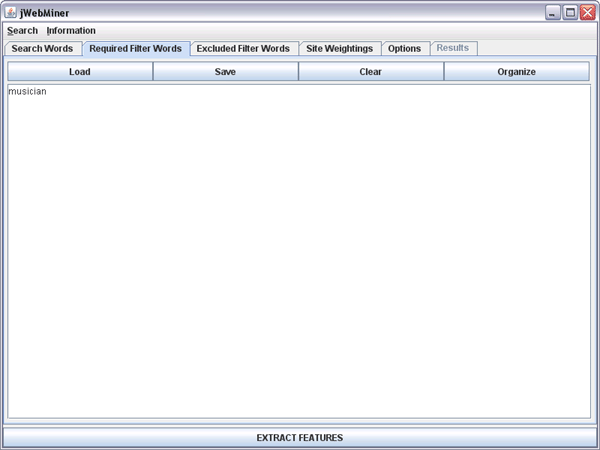 jWebMiner
Search Information
Search Words Required Filter Words Excluded Filter Words Site Weightings Options Results
Load Save Clear Organize
musician
EXTRACT FEATURES